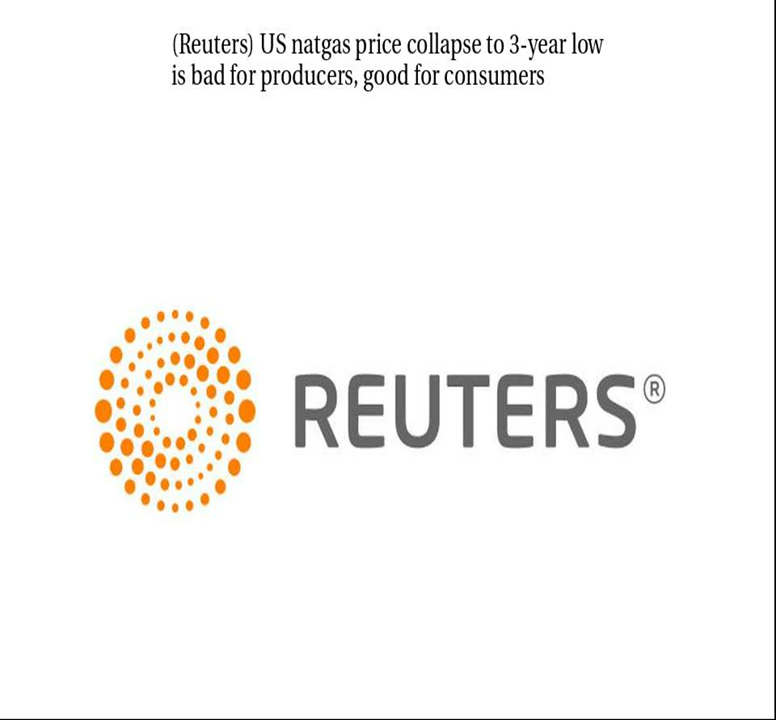 (Reuters) US natgas price collapse to 3-year low
is bad for producers, good for consumers
REUTERS®